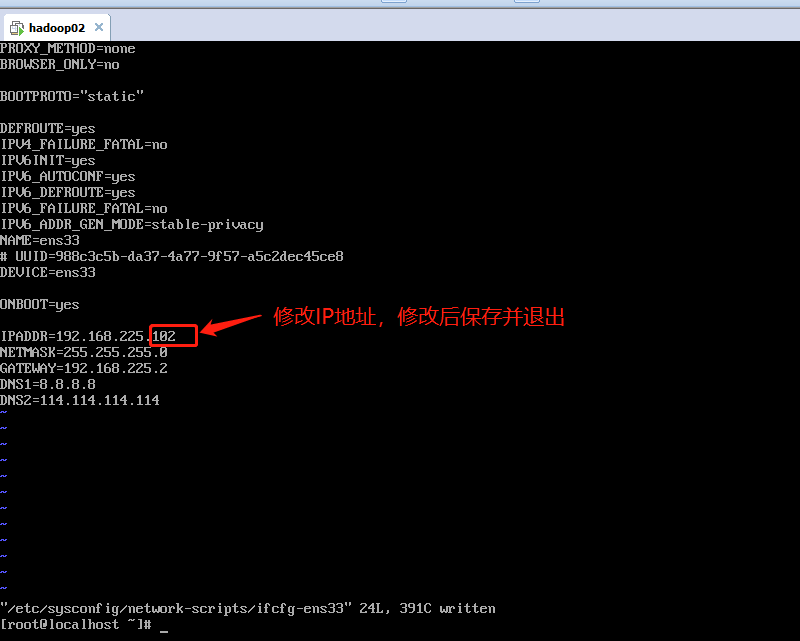 hadoop02
PROXY_METHOD=none
BROWSER_ONLY=no
BOOTPROTO="static"
DEFROUTE=yes
IPV4_FAILURE_FATAL=no
IPV6INIT=yes
IPV6_AUTOCONF=yes
IPV6_DEFROUTE=yes
IPV6_FAILURE_FATAL=no
IPV6_ADDR_GEN_MODE=stable-privacy
NAME=ens33
# UUID=988c3c5b-da37-4a77-9f57-a5c2dec45ce8
DEVICE=ens33
ONBOOT=yes
修改IP地址，修改后保存并退出
IPADDR=192.168.225.102
NETMASK=255.255.255.0
GATEWAY=192.168.225.2
DNS1=8.8.8.8
DNS2=114.114.114.114
~
~
~
~
~
~
~
~
~
~
~
~
"/etc/sysconfig/network-scripts/ifcfg-ens33" 24L, 391C written
[root@localhost ~]# _